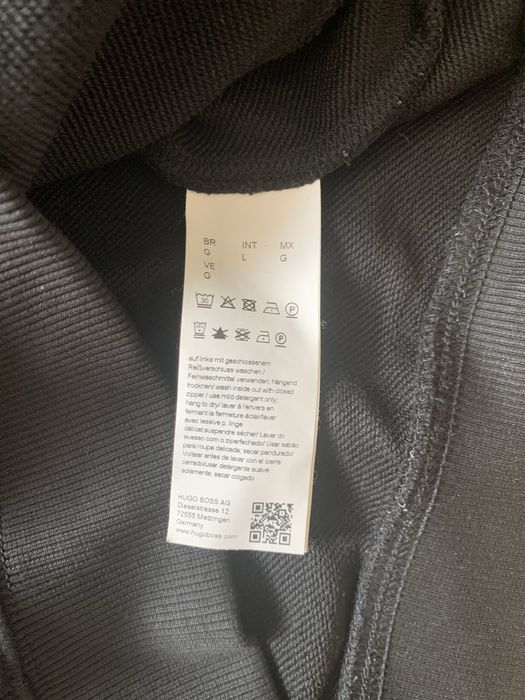 BR INT MX
G L G
VE
G
30 P
30°C P
auf links mit geschlossenem
Reißverschluss waschen /
Feinwaschmittel verwenden; hängend
trocknen/ wash inside out with closed
zipper / use mild detergent only;
hang to dry/ laver à l'envers en
fermant la fermeture éclair/laver
avec lessive p. linge
délicat;suspendre sécher/ Lavar do
avesso com o zíperfechado/ Usar sabão
para roupa delicada; secar pendurado/
Voltear antes de lavar con el cierre
cerrado/usar detergente suave
solamente; secar colgado
HUGO BOSS AG
Dieselstrasse 12
72555 Metzingen
Germany
www.hugoboss.com